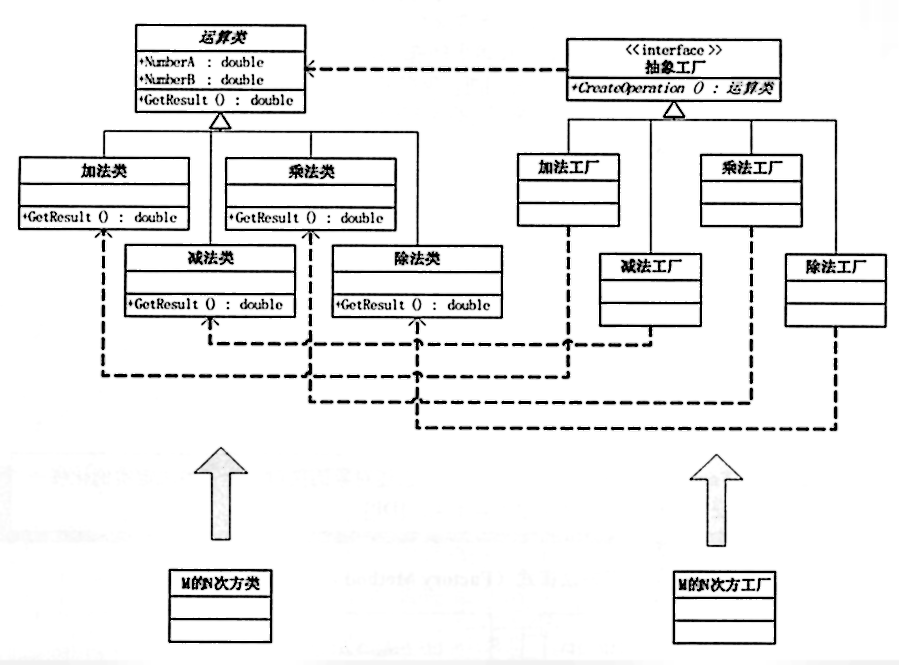 运算类
+NumberA : double
+NumberB : double
+GetResult () : double
<<interface>>
抽象工厂
+CreateOperation () : 运算类
加法类
+GetResult () : double
乘法类
+GetResult () : double
加法工厂
乘法工厂
减法类
+GetResult () : double
除法类
+GetResult () : double
减法工厂
除法工厂
M的N次方类
M的N次方工厂